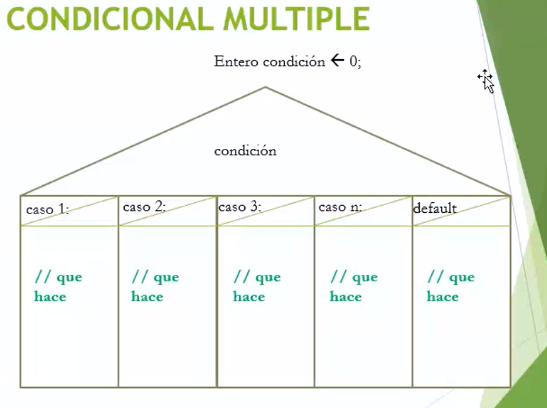 CONDICIONAL MULTIPLE
Entero condición 🡨 0;
condición
caso 1: caso 2: caso 3: caso n: default
// que // que // que // que // que
hace hace hace hace hace